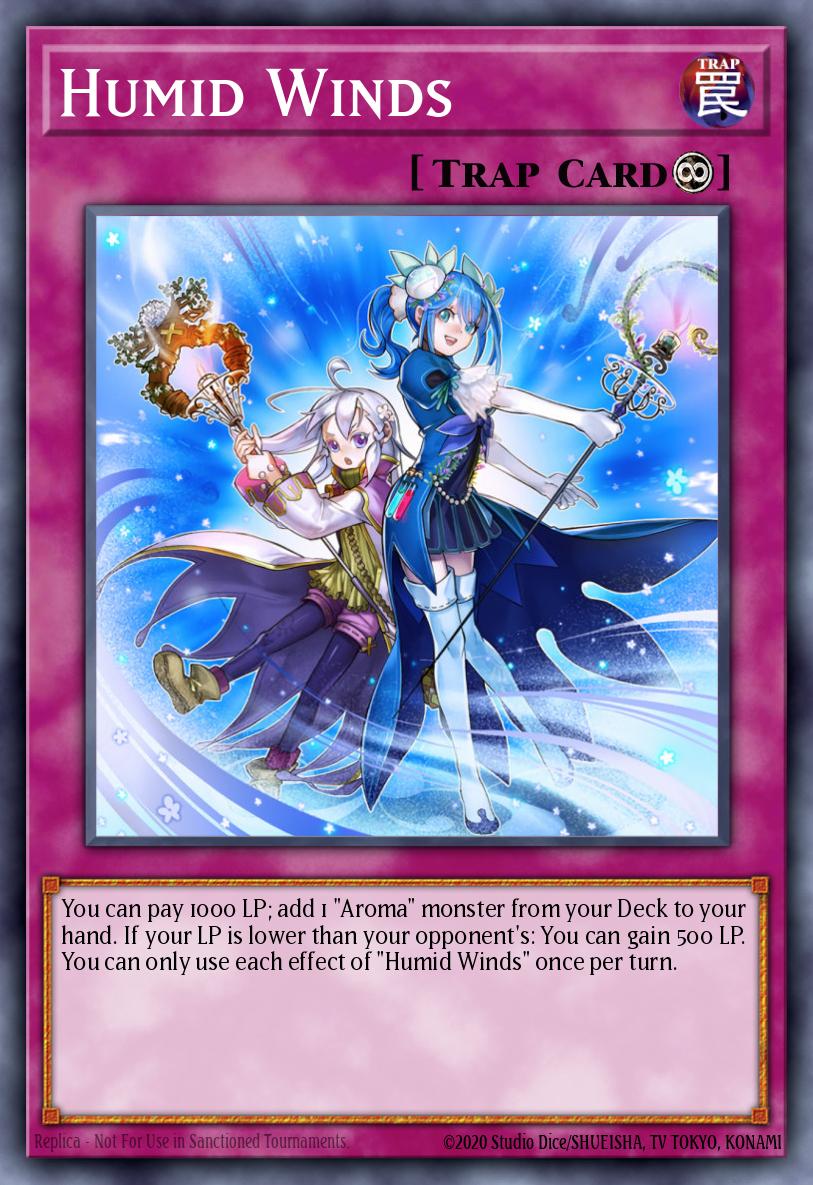 Humid Winds
TRAP
罠
[Trap Card]
You can pay 1000 LP; add 1 "Aroma" monster from your Deck to your
hand. If your LP is lower than your opponent's: You can gain 500 LP.
You can only use each effect of "Humid Winds" once per turn.
Replica - Not For Use in Sanctioned Tournaments.
©2020 Studio Dice/SHUEISHA, TV TOKYO, KONAMI